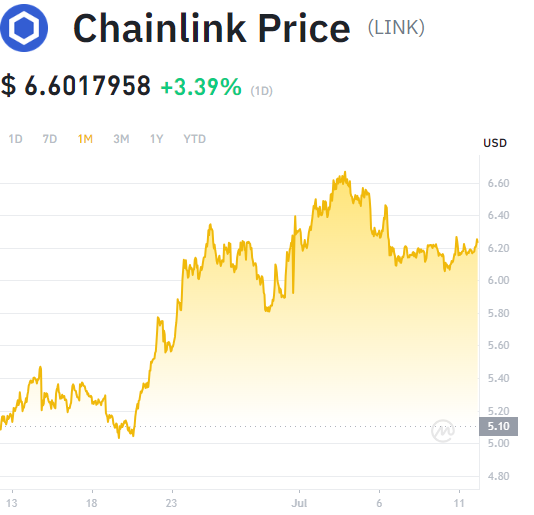 Chainlink Price (LINK)
$ 6.6017958 +3.39% (1D)
1D 7D 1M 3M 1Y YTD
USD
6.60
6.40
6.20
6.00
5.80
5.60
5.40
5.20
5.10
5.00
4.80
13 18 23 Jul 6 11